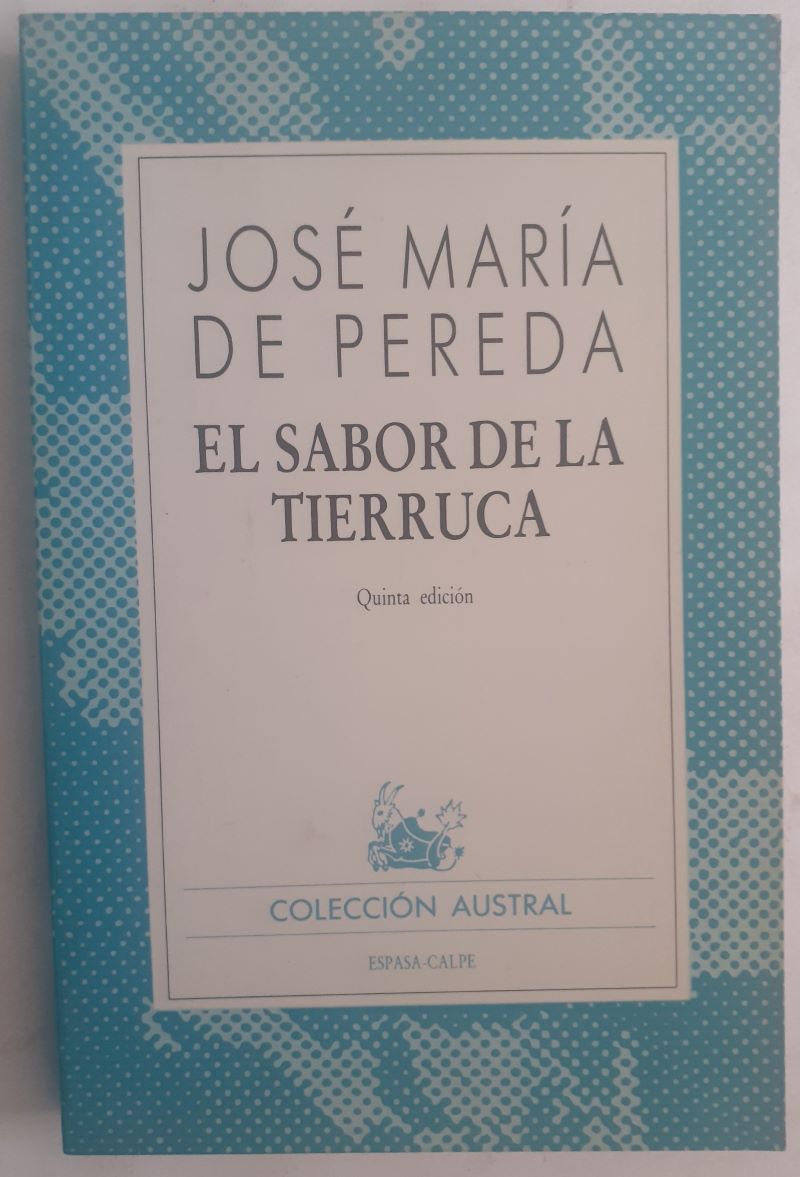 JOSÉ MARÍA
DE PEREDA
EL SABOR DE LA
TIERRUCA
Quinta edición
COLECCIÓN AUSTRAL
ESPASA-CALPE